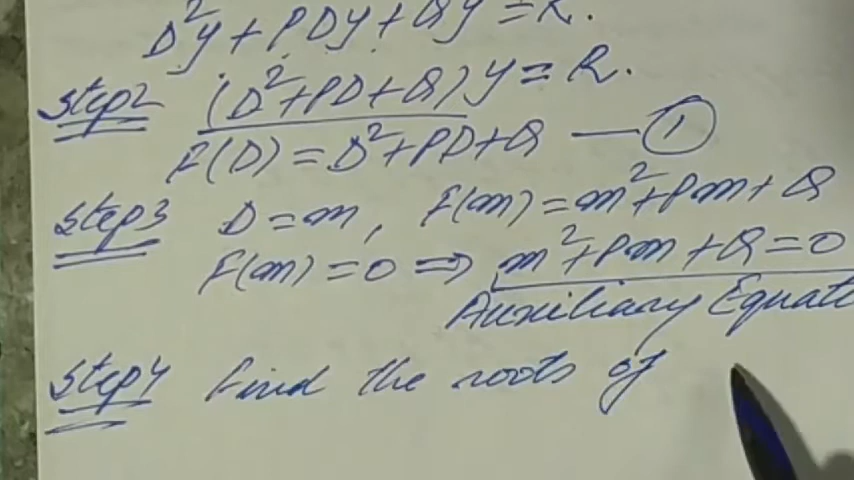 D²y + PDy + Qy = R.
Step2 (D²+PD+Q)y = R.
F(D) = D²+PD+Q — ①
Step3 D = m, F(m) = m²+Pm+Q
F(m) = 0 ⇒ m²+Pm+Q=0
Auxiliary Equat
Step4 Find the roots of